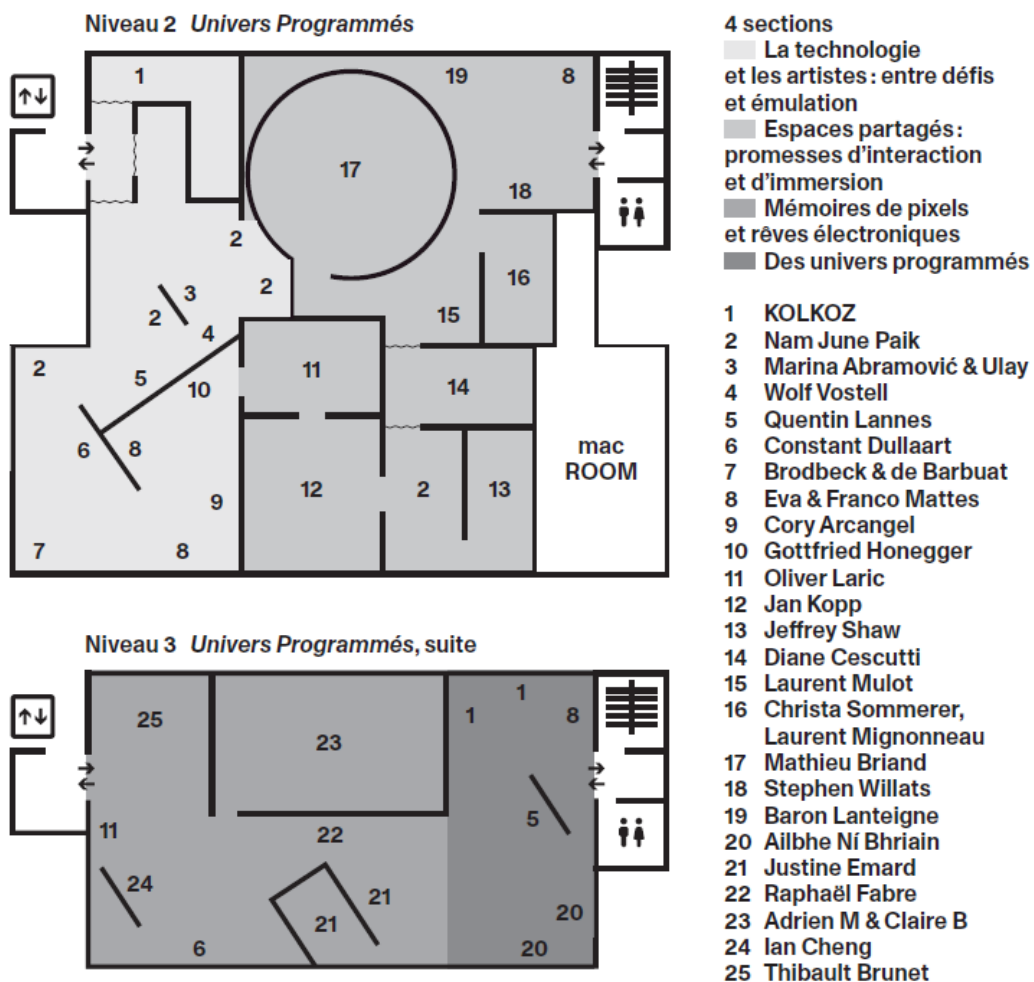 Niveau 2 Univers Programmés
1
19
8
17
18
2
16
2
3
2
15
4
2
11
5
10
14
6
8
mac
ROOM
12
2
13
9
7
8
Niveau 3 Univers Programmés, suite
1
25
1
8
23
5
11
22
24
21
21
20
6
20
4 sections
La technologie
et les artistes : entre défis
et émulation
Espaces partagés :
promesses d’interaction
et d’immersion
Mémoires de pixels
et rêves électroniques
Des univers programmés
1 KOLKOZ
2 Nam June Paik
3 Marina Abramović & Ulay
4 Wolf Vostell
5 Quentin Lannes
6 Constant Dullaart
7 Brodbeck & de Barbuat
8 Eva & Franco Mattes
9 Cory Arcangel
10 Gottfried Honegger
11 Oliver Laric
12 Jan Kopp
13 Jeffrey Shaw
14 Diane Cescutti
15 Laurent Mulot
16 Christa Sommerer,
Laurent Mignonneau
17 Mathieu Briand
18 Stephen Willats
19 Baron Lanteigne
20 Ailbhe Ní Bhriain
21 Justine Emard
22 Raphaël Fabre
23 Adrien M & Claire B
24 Ian Cheng
25 Thibault Brunet